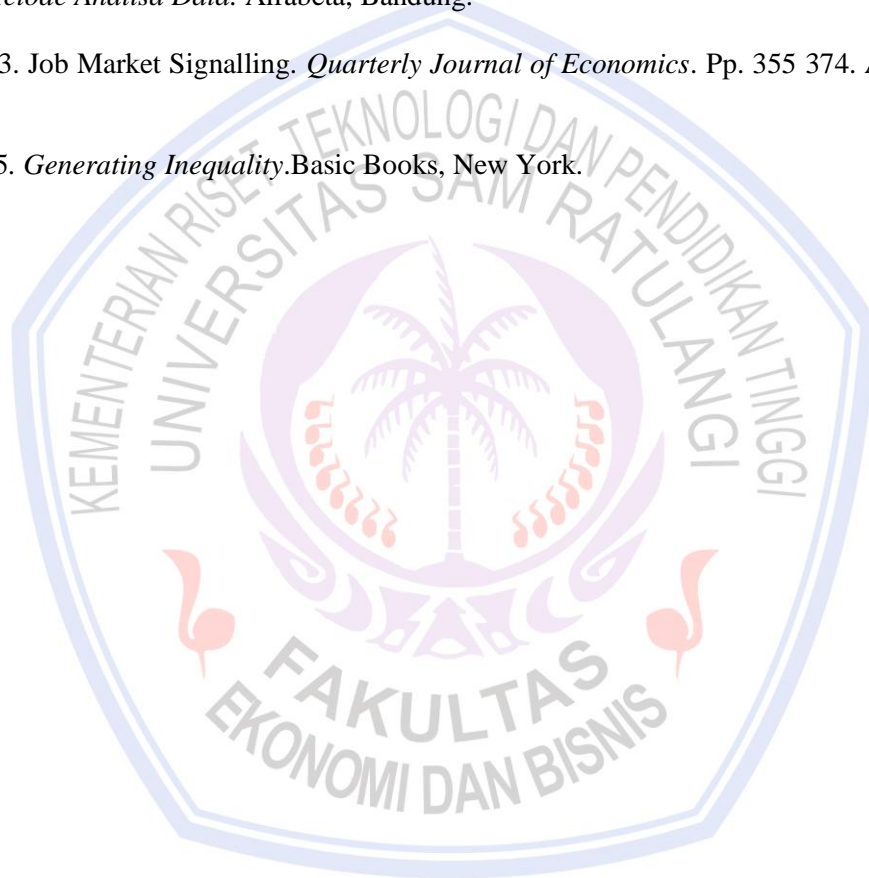 Analisa Data. Alfabeta, Bandung.
3. Job Market Signalling. Quarterly Journal of Economics. Pp. 355 374.
5. Generating Inequality.Basic Books, New York.
KEMENTERIAN RISET TEKNOLOGI DAN PENDIDIKAN TINGGI
UNIVERSITAS SAM RATULANGI
FAKULTAS
EKONOMI DAN BISNIS